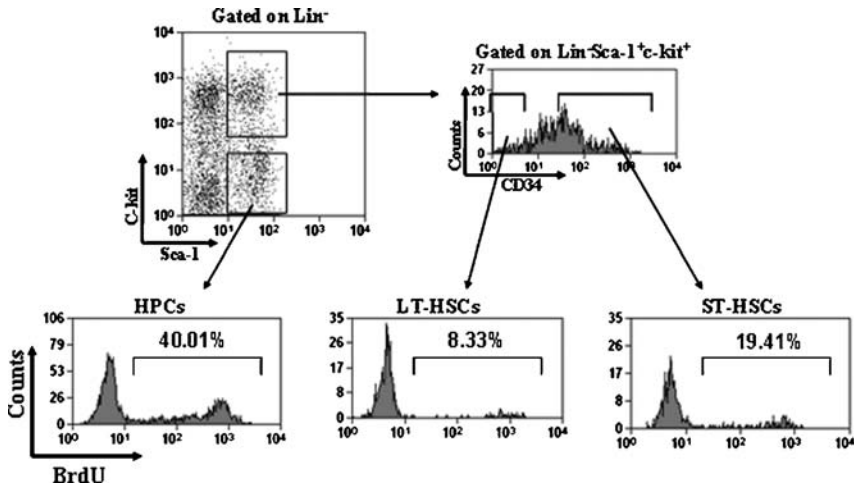 Gated on Lin-
10⁴
10³
10²
10¹
10⁰
C-kit
10⁰ 10¹ 10² 10³ 10⁴
Sca-1
Gated on Lin-Sca-1+c-kit+
27
20
13
6
0
Counts
10⁰ 10¹ 10² 10³ 10⁴
CD34
HPCs
106
79
53
26
0
40.01%
Counts
10⁰ 10¹ 10² 10³ 10⁴
BrdU
LT-HSCs
35
26
17
8
0
8.33%
10⁰ 10¹ 10² 10³ 10⁴
ST-HSCs
35
26
17
8
0
19.41%
10⁰ 10¹ 10² 10³ 10⁴